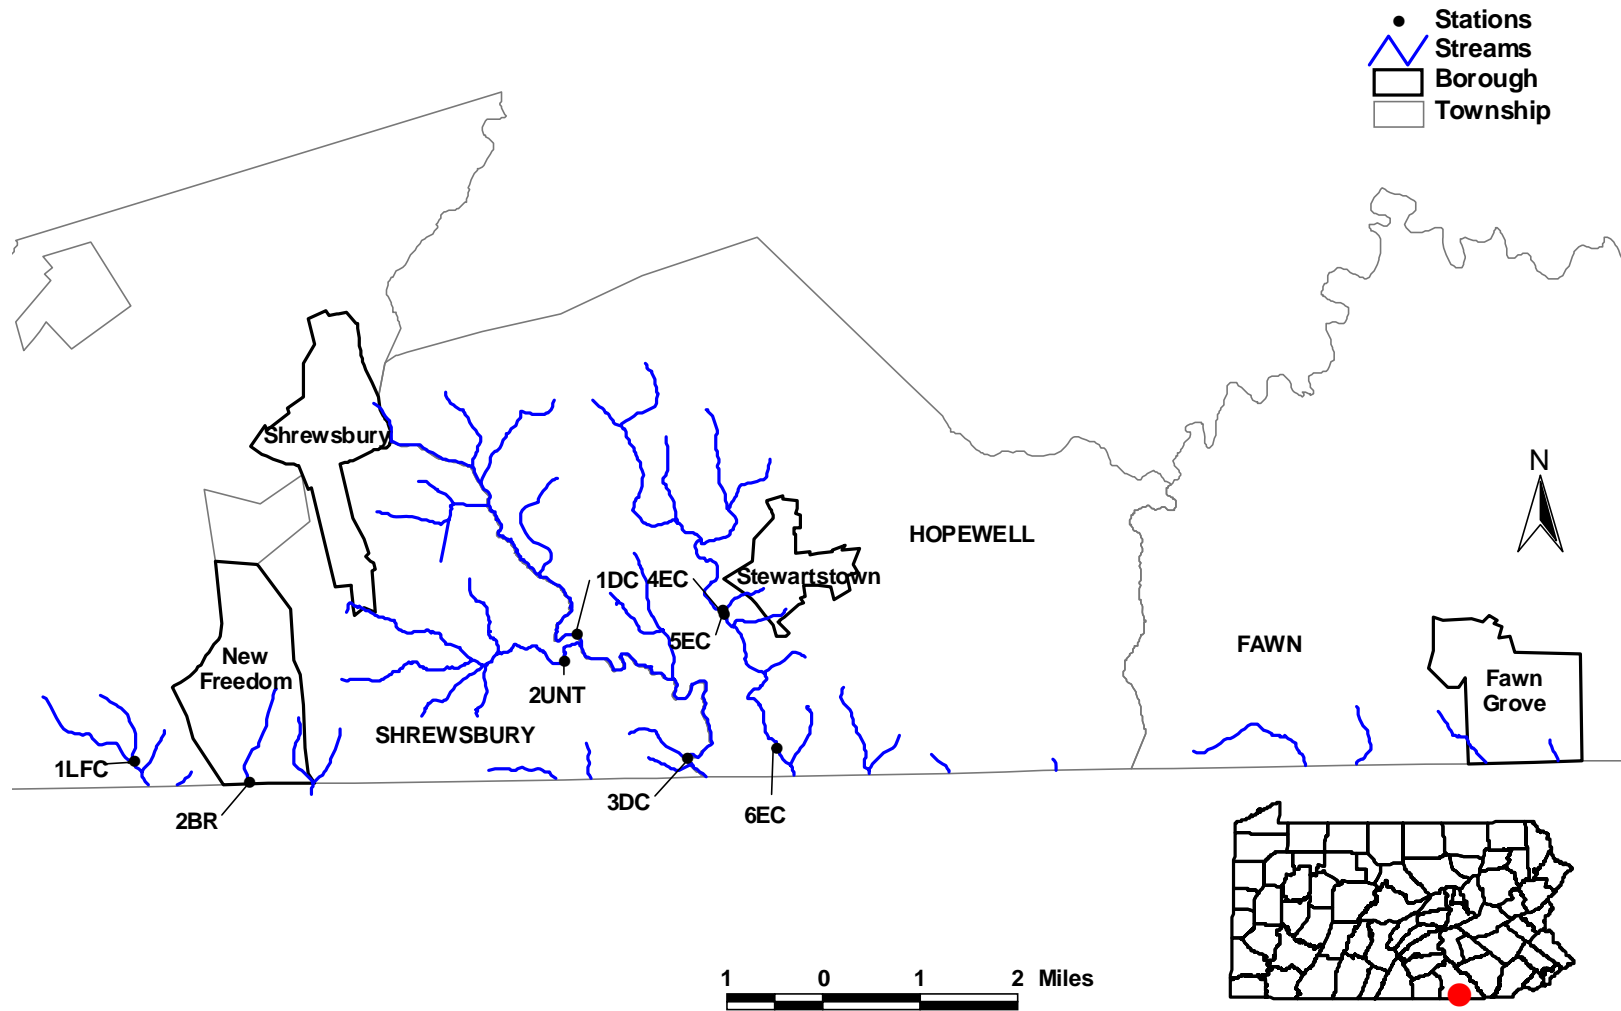 Stations
Streams
Borough
Township
Shrewsbury
N
HOPEWELL
1DC
4EC
Stewartstown
5EC
FAWN
New
Freedom
2UNT
Fawn
Grove
SHREWSBURY
1LFC
3DC
6EC
2BR
1 0 1 2 Miles